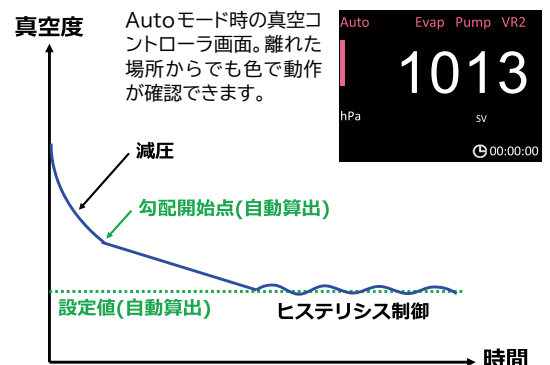 真空度
Autoモード時の真空コ
ントローラ画面。離れた
場所からでも色で動作
が確認できます。
Auto Evap Pump VR2
1013
hPa
SV
00:00:00
減圧
勾配開始点(自動算出)
設定値(自動算出)
ヒステリシス制御
時間